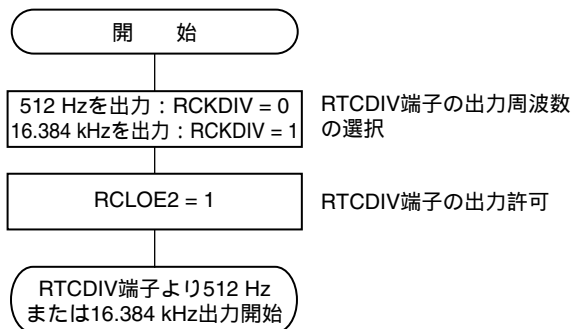 開　始
512 Hzを出力：RCKDIV = 0
16.384 kHzを出力：RCKDIV = 1
RTCDIV端子の出力周波数
の選択
RCLOE2 = 1
RTCDIV端子の出力許可
RTCDIV端子より512 Hz
または16.384 kHz出力開始